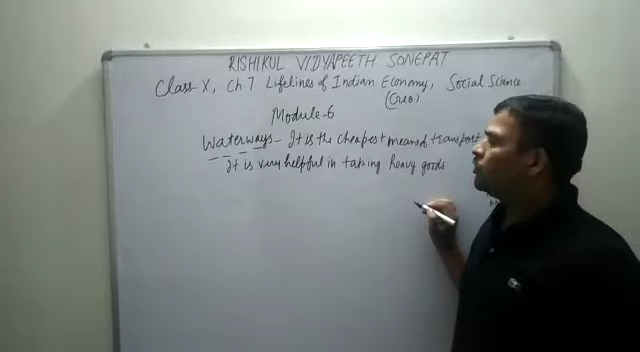 RISHIKUL VIDYAPEETH SONEPAT
Class-X, Ch 7 Lifelines of Indian Economy, Social Science
(Geo)
Module-6
Waterways - It is the cheapest means of transport
It is very helpful in taking heavy goods